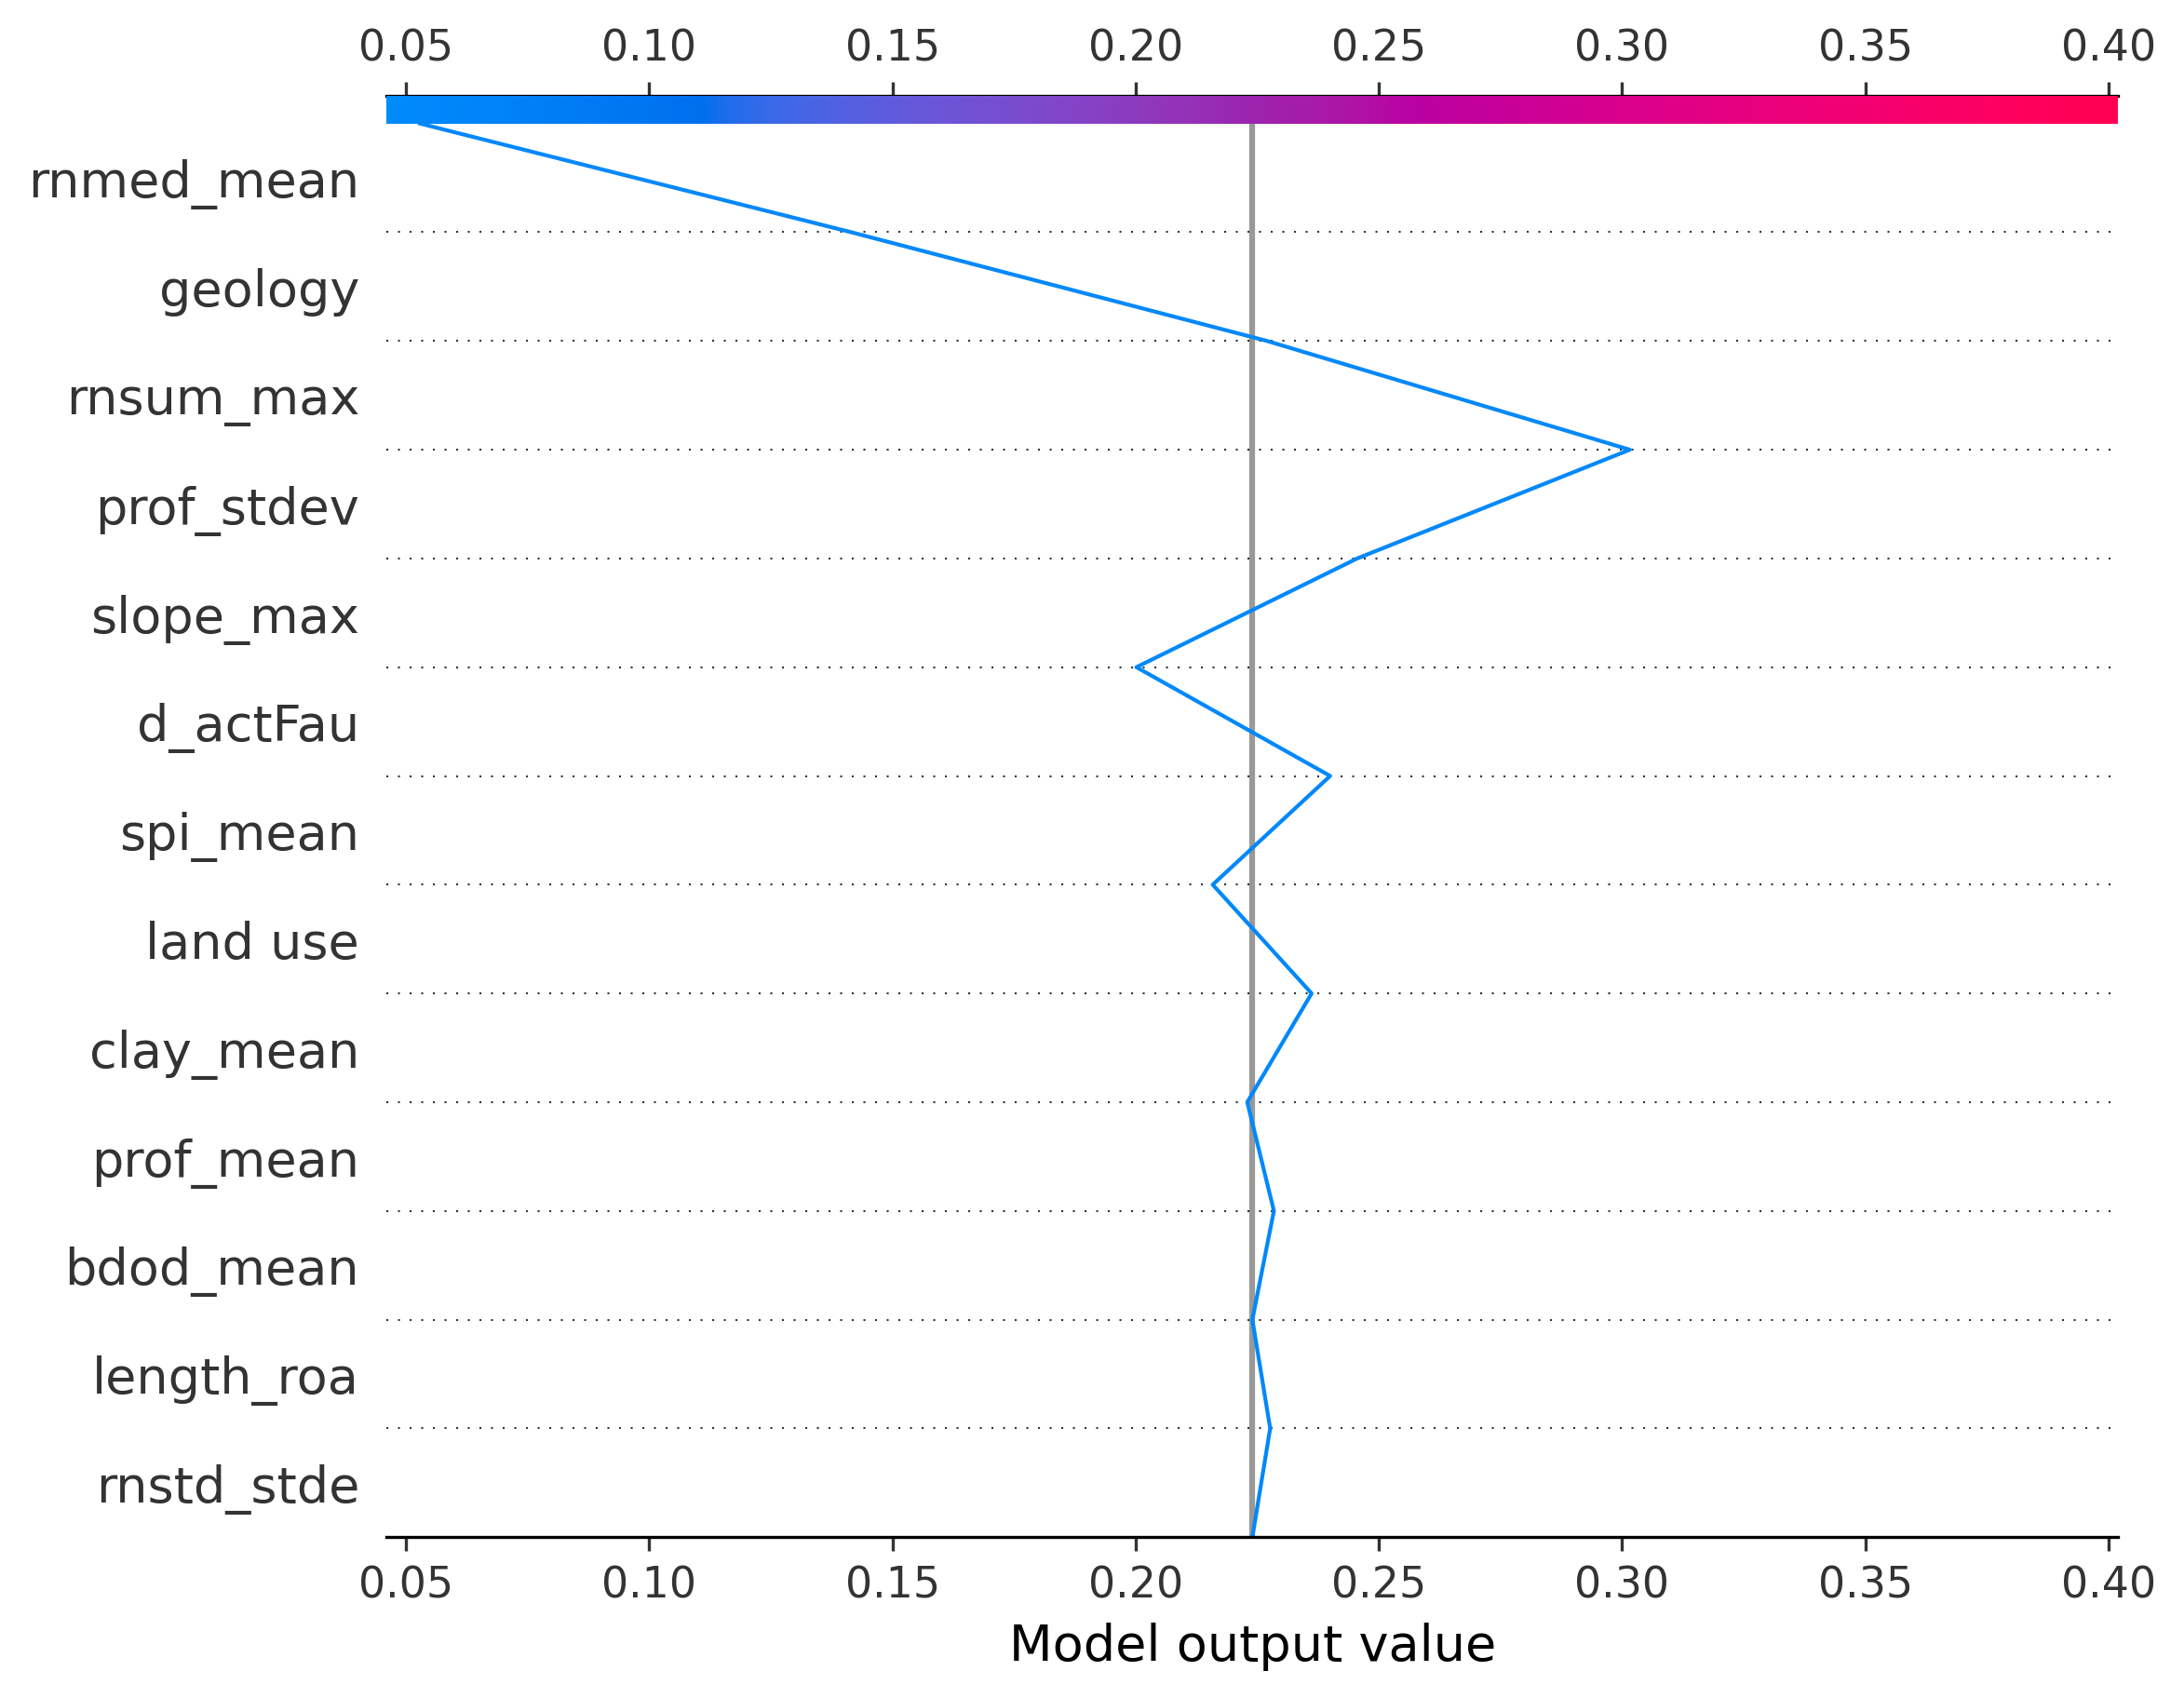 0.05 0.10 0.15 0.20 0.25 0.30 0.35 0.40
rnmed_mean
geology
rnsum_max
prof_stdev
slope_max
d_actFau
spi_mean
land use
clay_mean
prof_mean
bdod_mean
length_roa
rnstd_stde
0.05 0.10 0.15 0.20 0.25 0.30 0.35 0.40
Model output value